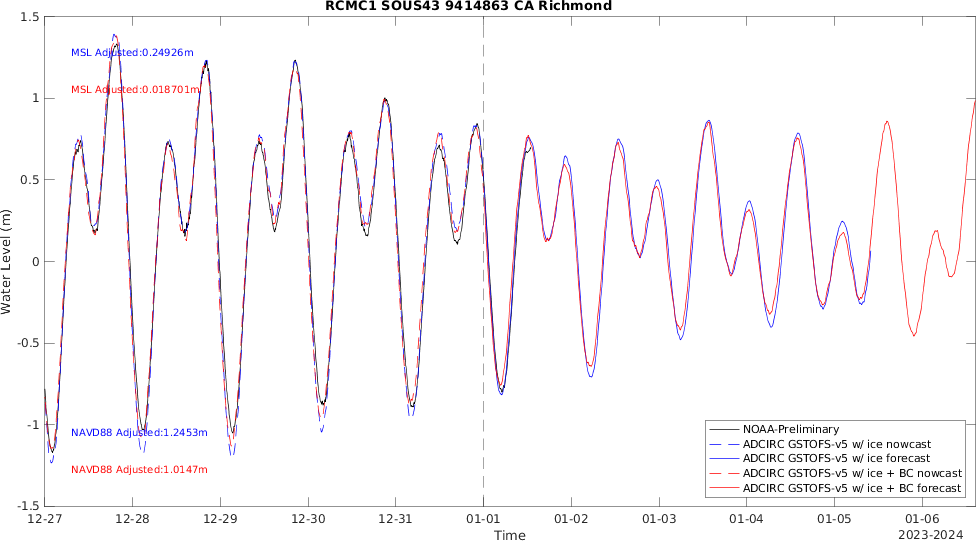 RCMC1 SOUS43 9414863 CA Richmond
1.5
1
0.5
0
-0.5
-1
-1.5
Water Level (m)
MSL Adjusted:0.24926m
MSL Adjusted:0.018701m
NAVD88 Adjusted:1.2453m
NAVD88 Adjusted:1.0147m
NOAA-Preliminary
ADCIRC GSTOFS-v5 w/ ice nowcast
ADCIRC GSTOFS-v5 w/ ice forecast
ADCIRC GSTOFS-v5 w/ ice + BC nowcast
ADCIRC GSTOFS-v5 w/ ice + BC forecast
12-27 12-28 12-29 12-30 12-31 01-01 01-02 01-03 01-04 01-05 01-06
Time
2023-2024